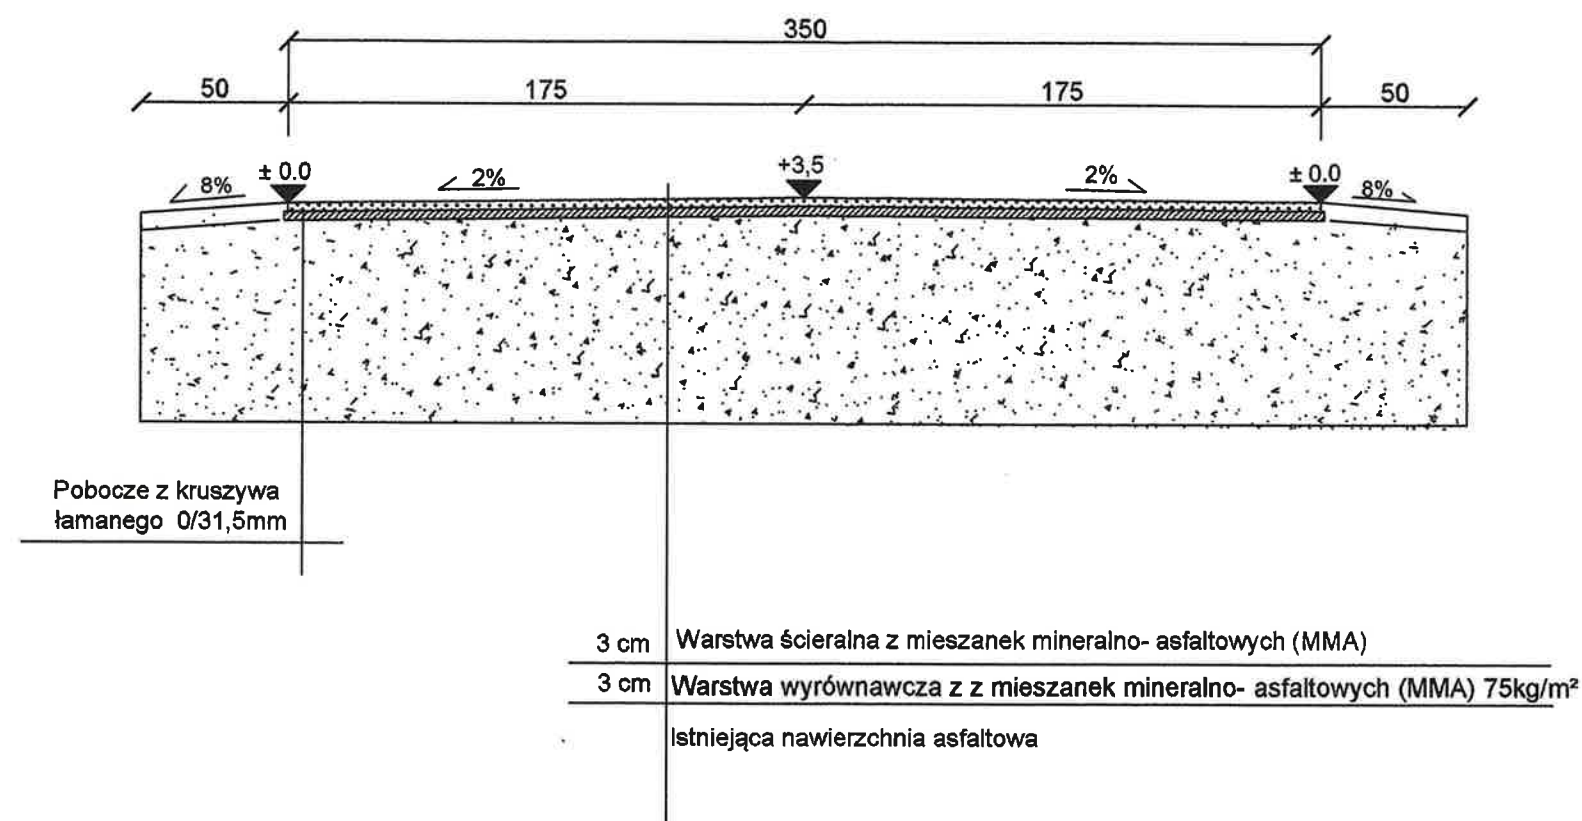 350
50 175 175 50
8% ± 0.0 2% +3,5 2% ± 0.0 8%
Pobocze z kruszywa
łamanego 0/31,5mm
3 cm Warstwa ścieralna z mieszanek mineralno- asfaltowych (MMA)
3 cm Warstwa wyrównawcza z z mieszanek mineralno- asfaltowych (MMA) 75kg/m²
Istniejąca nawierzchnia asfaltowa